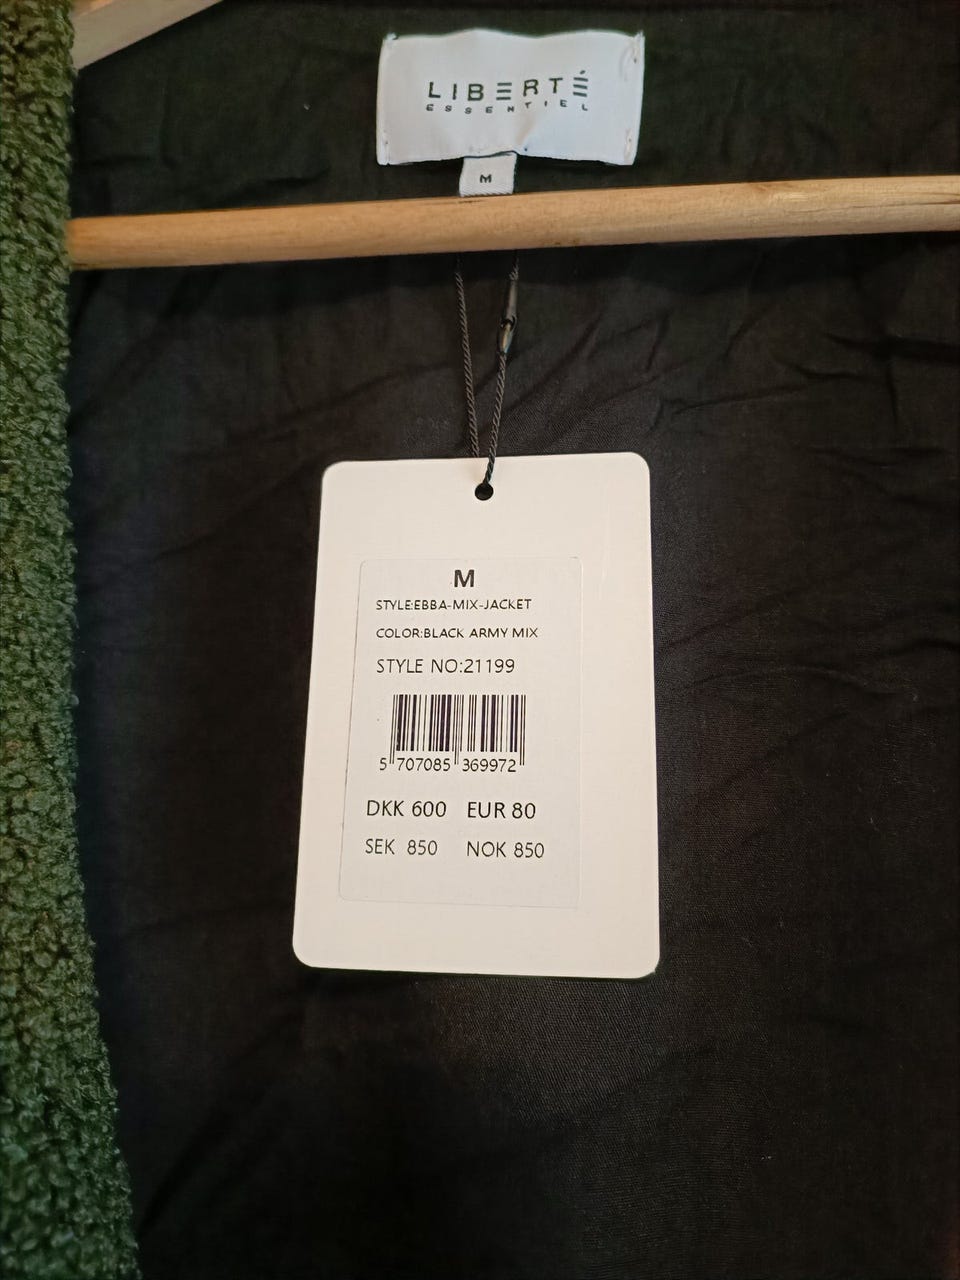 LIBERTÉ
ESSENTIEL
M
M
STYLE:EBBA-MIX-JACKET
COLOR:BLACK ARMY MIX
STYLE NO:21199
5 707085 369972
DKK 600 EUR 80
SEK 850 NOK 850